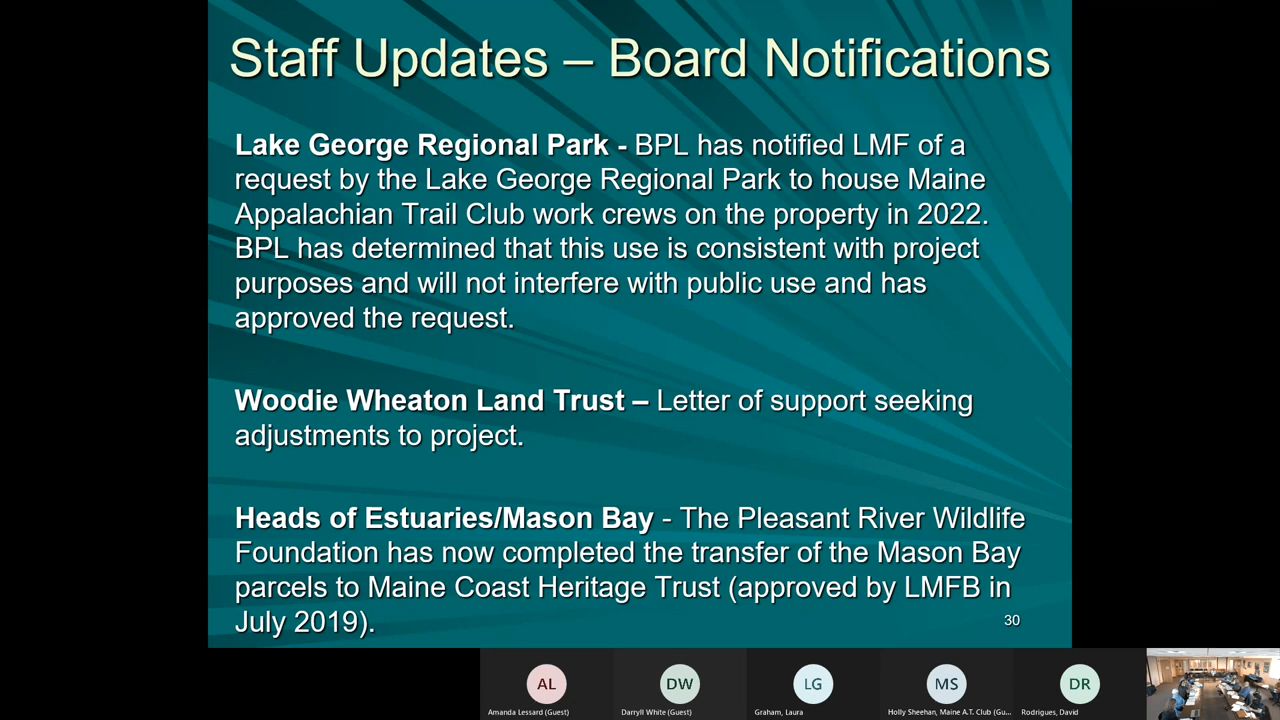 Staff Updates – Board Notifications
Lake George Regional Park - BPL has notified LMF of a
request by the Lake George Regional Park to house Maine
Appalachian Trail Club work crews on the property in 2022.
BPL has determined that this use is consistent with project
purposes and will not interfere with public use and has
approved the request.
Woodie Wheaton Land Trust – Letter of support seeking
adjustments to project.
Heads of Estuaries/Mason Bay - The Pleasant River Wildlife
Foundation has now completed the transfer of the Mason Bay
parcels to Maine Coast Heritage Trust (approved by LMFB in
July 2019).
30
AL
DW
LG
MS
DR
Amanda Lessard (Guest)
Darryll White (Guest)
Graham, Laura
Holly Sheehan, Maine A.T. Club (Gu...
Rodrigues, David